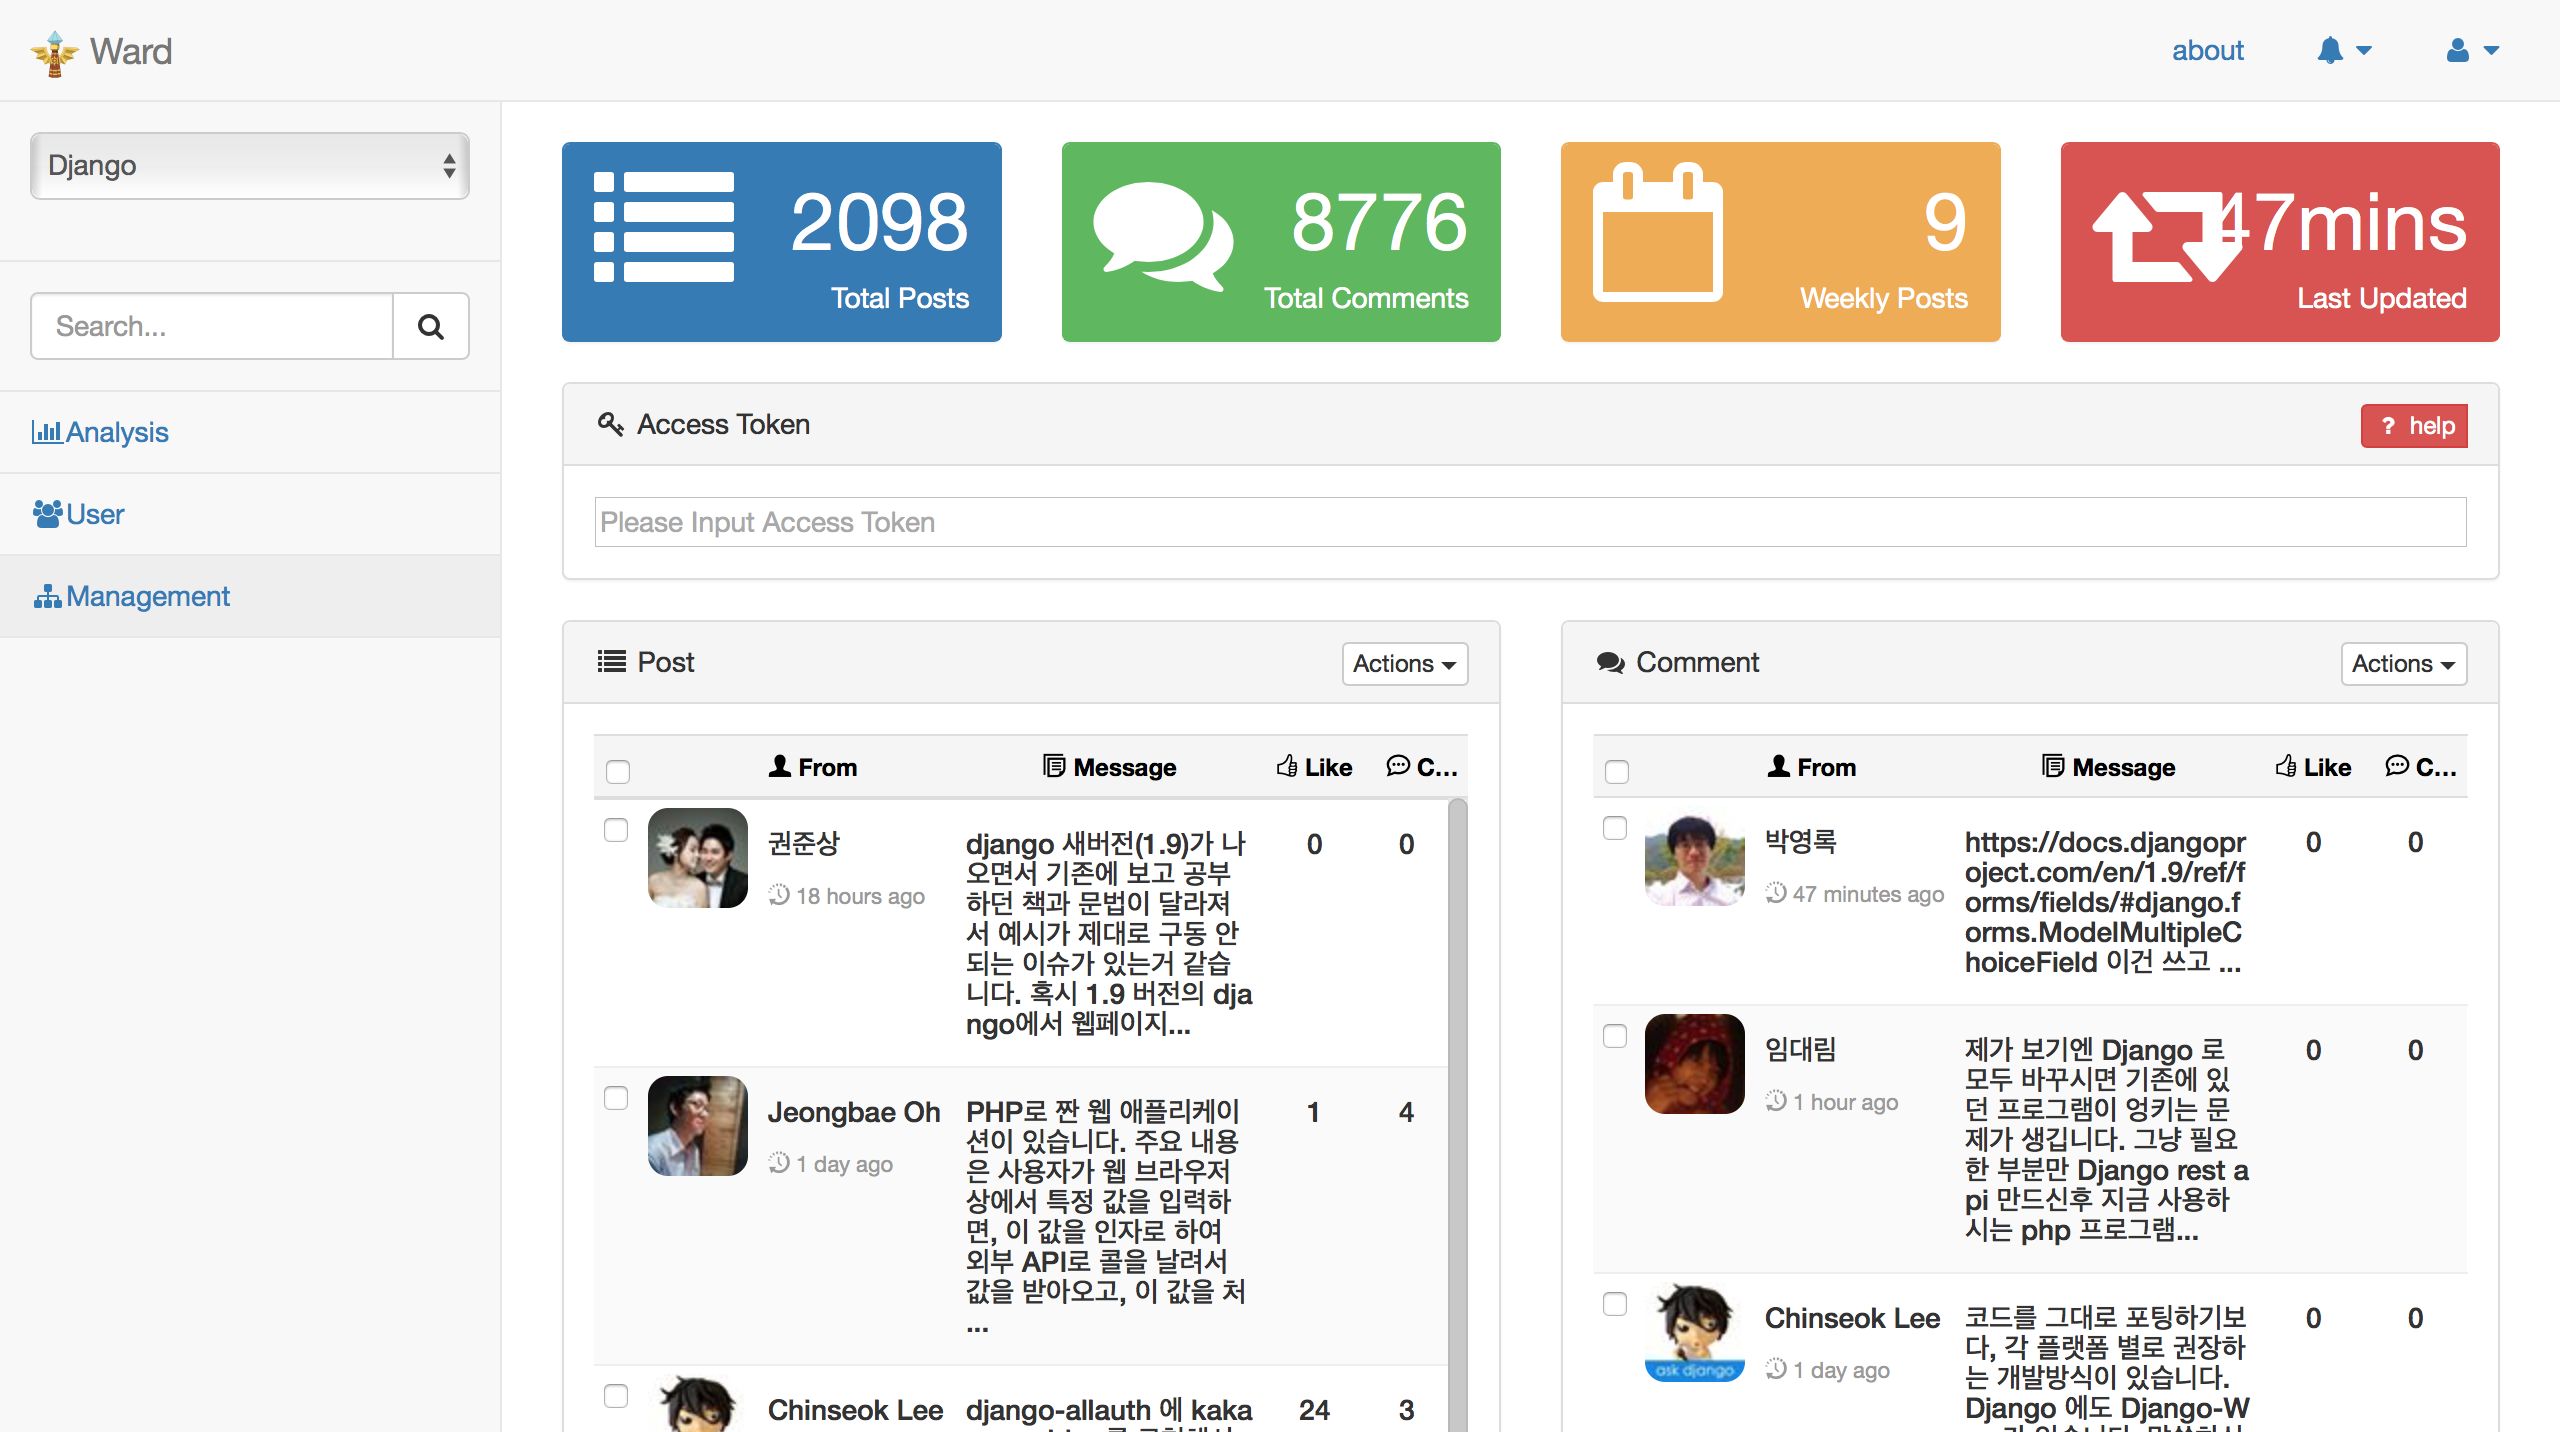 Ward
about
Django
Search...
Analysis
User
Management
2098
Total Posts
8776
Total Comments
9
Weekly Posts
47mins
Last Updated
Access Token
? help
Please Input Access Token
Post
Actions
From Message Like C...
권준상
18 hours ago
django 새버전(1.9)가 나
오면서 기존에 보고 공부
하던 책과 문법이 달라져
서 예시가 제대로 구동 안
되는 이슈가 있는거 같습
니다. 혹시 1.9 버전의 dja
ngo에서 웹페이지...
0 0
Jeongbae Oh
1 day ago
PHP로 짠 웹 애플리케이
션이 있습니다. 주요 내용
은 사용자가 웹 브라우저
상에서 특정 값을 입력하
면, 이 값을 인자로 하여
외부 API로 콜을 날려서
값을 받아오고, 이 값을 처
...
1 4
Chinseok Lee
django-allauth 에 kaka
24 3
Comment
Actions
From Message Like C...
박영록
47 minutes ago
https://docs.djangopr
oject.com/en/1.9/ref/f
orms/fields/#django.f
orms.ModelMultipleC
hoiceField 이건 쓰고 ...
0 0
임대림
1 hour ago
제가 보기엔 Django 로
모두 바꾸시면 기존에 있
던 프로그램이 엉키는 문
제가 생깁니다. 그냥 필요
한 부분만 Django rest a
pi 만드신후 지금 사용하
시는 php 프로그램...
0 0
ask django
Chinseok Lee
1 day ago
코드를 그대로 포팅하기보
다, 각 플랫폼 별로 권장하
는 개발방식이 있습니다.
Django 에도 Django-W
0 0